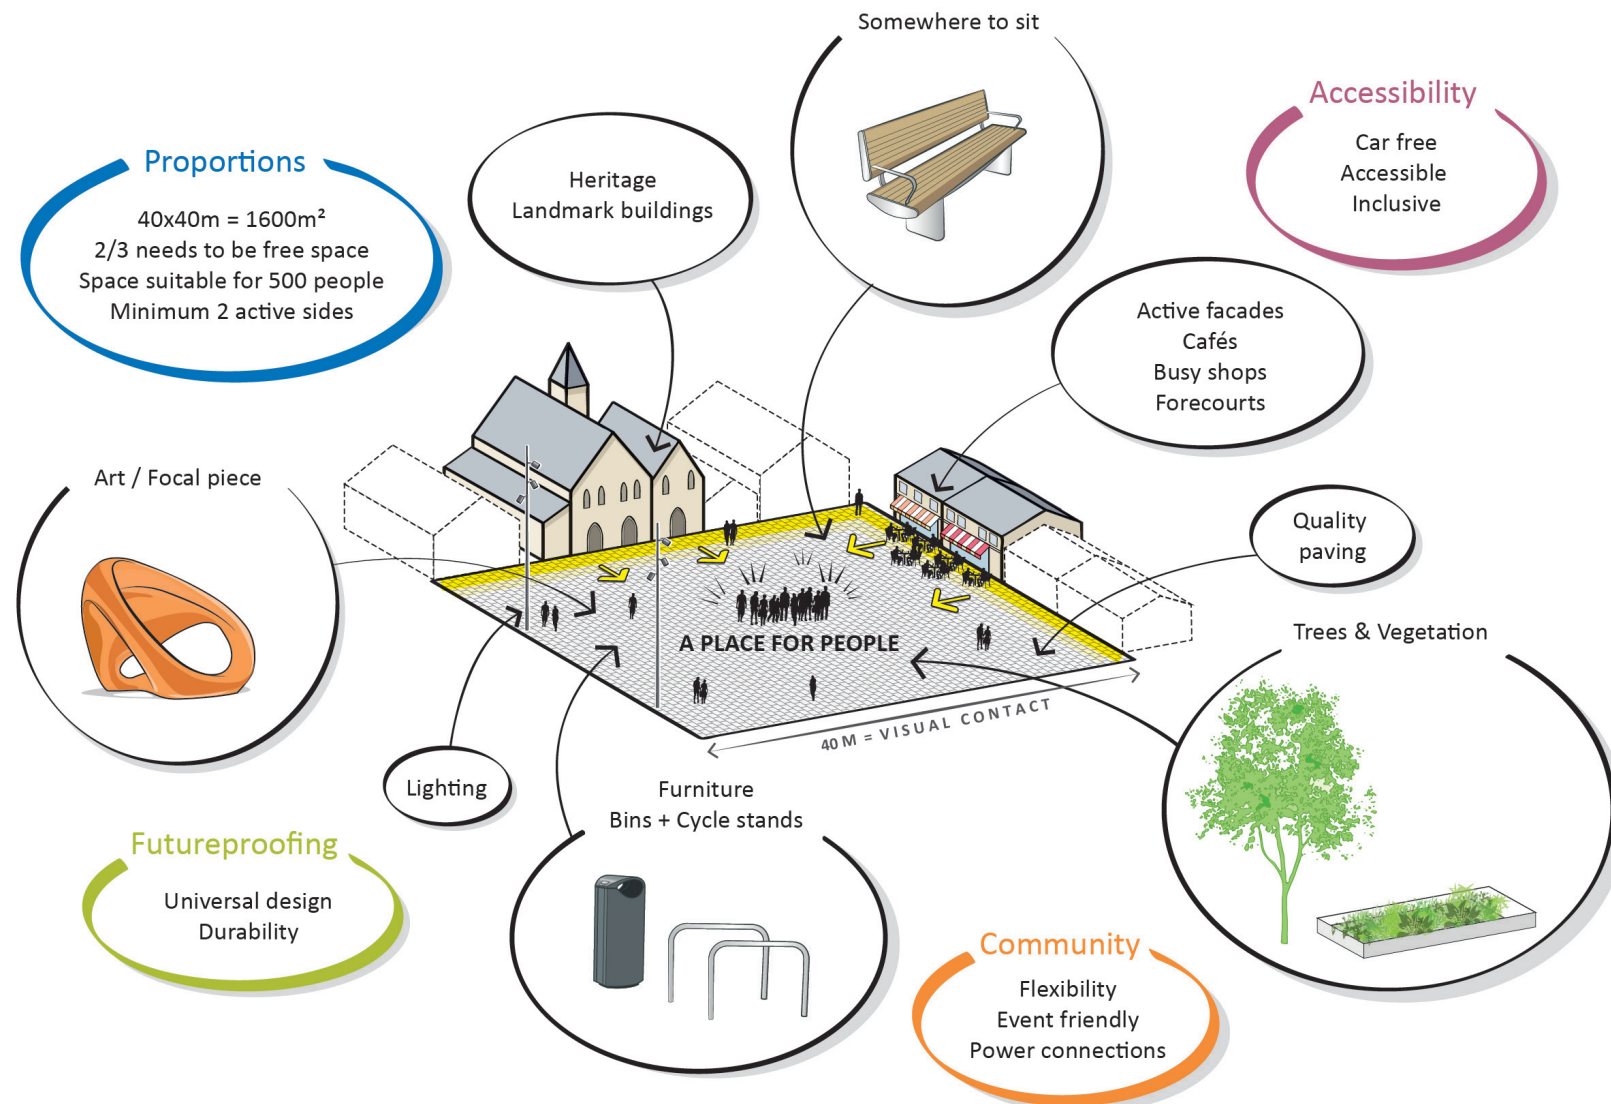 Somewhere to sit
Accessibility
Car free
Accessible
Inclusive
Proportions
40x40m = 1600m²
2/3 needs to be free space
Space suitable for 500 people
Minimum 2 active sides
Heritage
Landmark buildings
Active facades
Cafés
Busy shops
Forecourts
Art / Focal piece
Quality
paving
A PLACE FOR PEOPLE
Trees & Vegetation
40 M = VISUAL CONTACT
Lighting
Furniture
Bins + Cycle stands
Futureproofing
Universal design
Durability
Community
Flexibility
Event friendly
Power connections